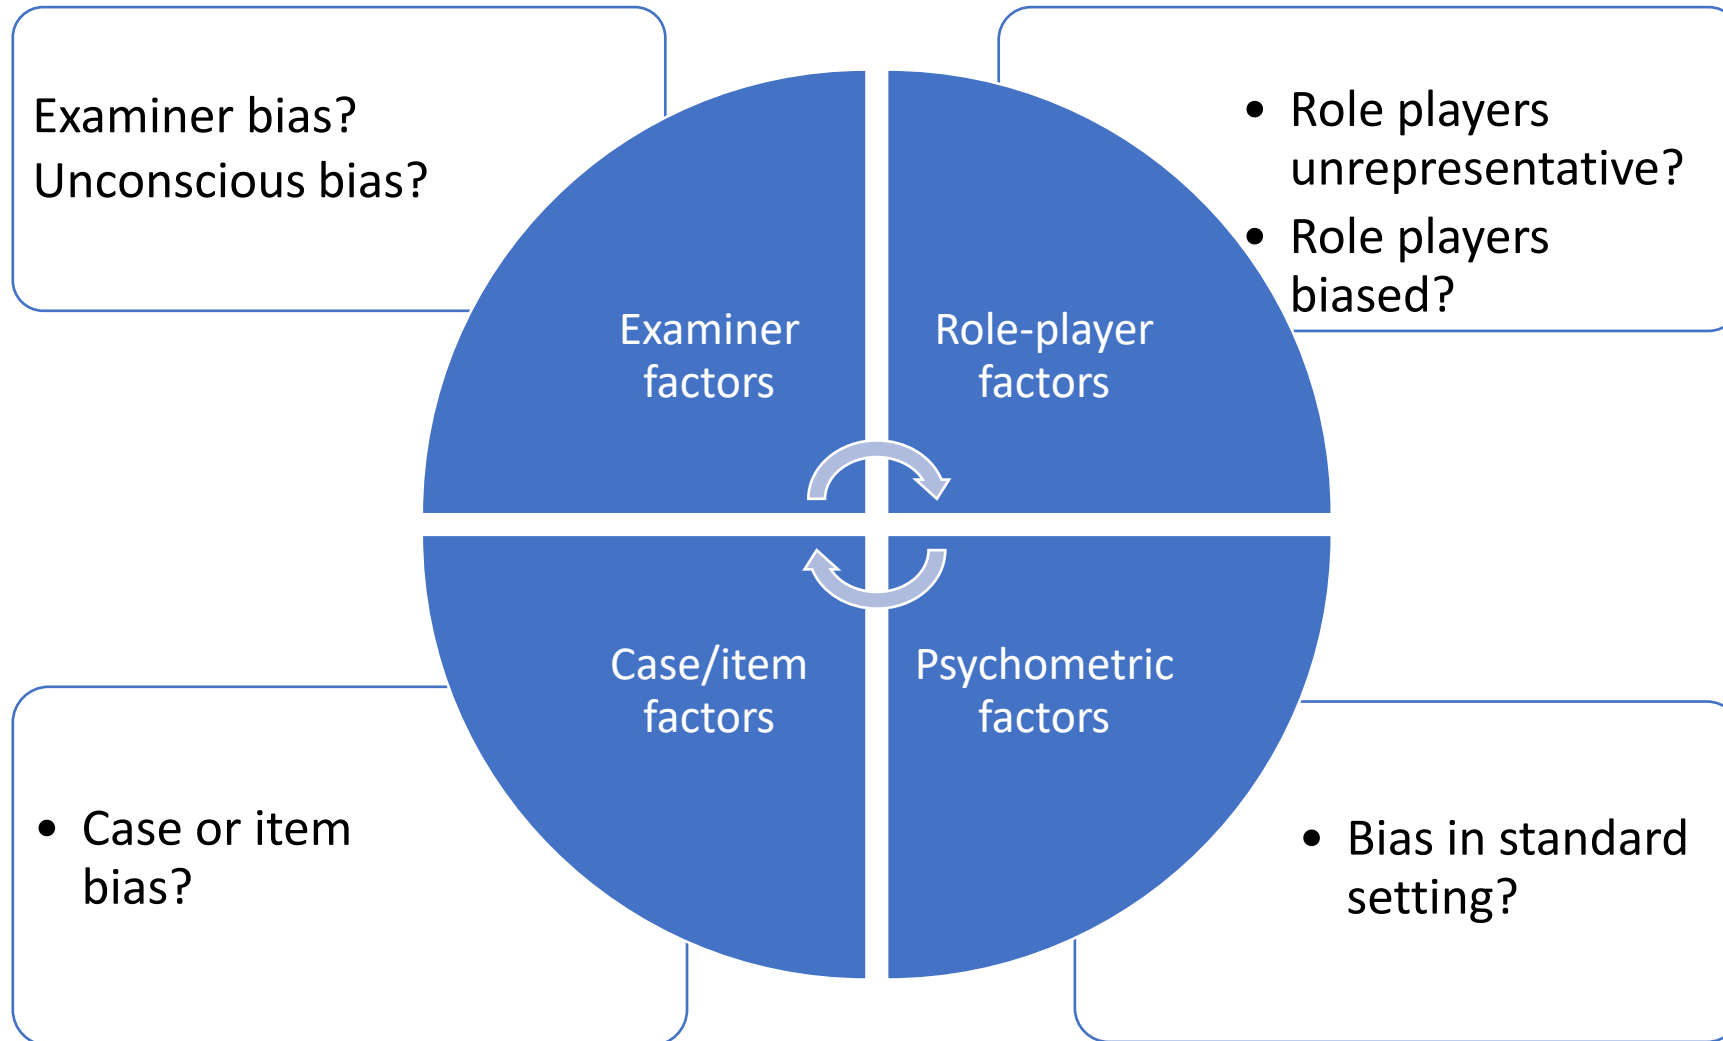 Examiner bias?
Unconscious bias?
• Role players
unrepresentative?
• Role players
biased?
Examiner
factors
Role-player
factors
Case/item
factors
Psychometric
factors
• Case or item
bias?
• Bias in standard
setting?